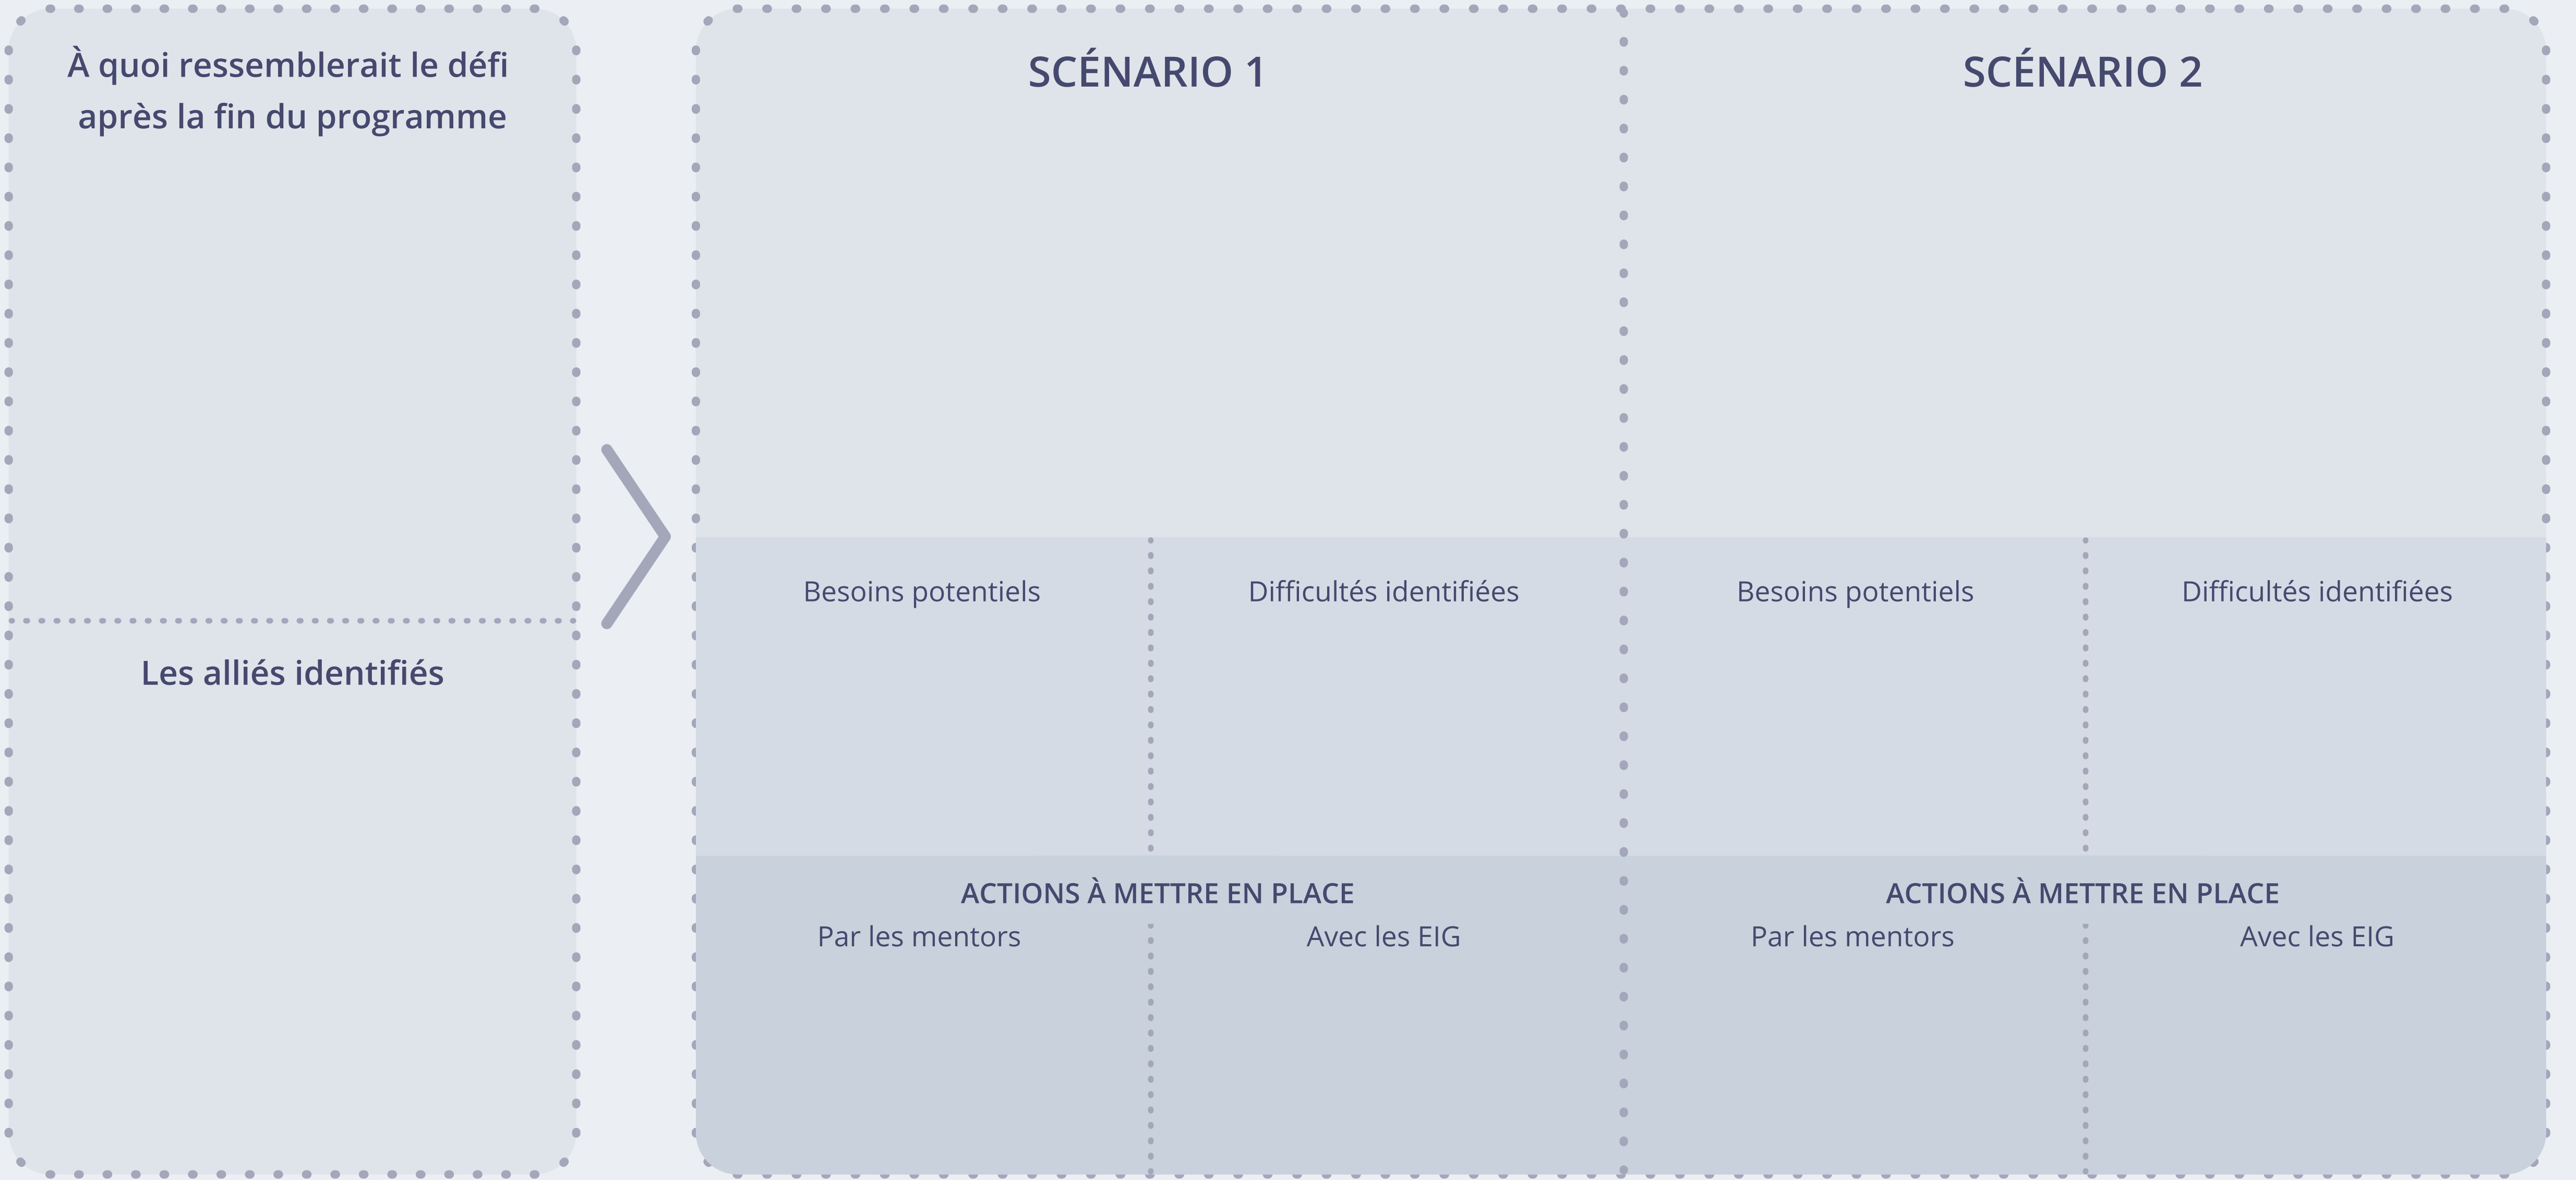 À quoi ressemblerait le défi
après la fin du programme
Les alliés identifiés
SCÉNARIO 1
Besoins potentiels
Difficultés identifiées
ACTIONS À METTRE EN PLACE
Par les mentors
Avec les EIG
SCÉNARIO 2
Besoins potentiels
Difficultés identifiées
ACTIONS À METTRE EN PLACE
Par les mentors
Avec les EIG